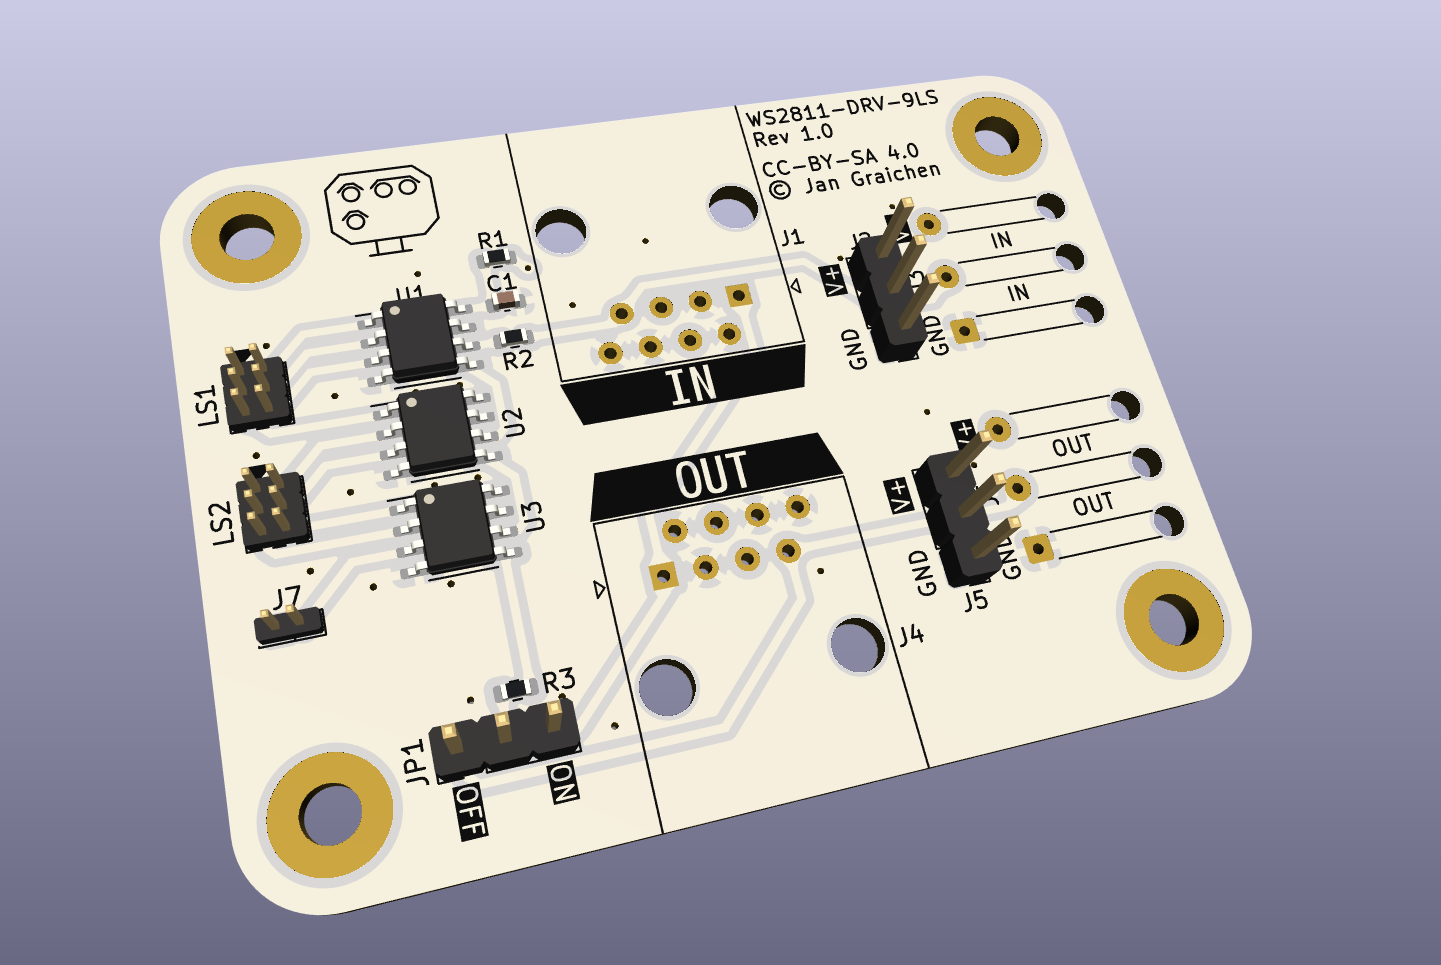 WS2811-DRV-9LS
Rev 1.0
CC-BY-SA 4.0
© Jan Graichen
R1
J1
IN
U1
C1
V+
IN
R2
GND
GND
IN
LS1
U2
V+
OUT
OUT
V+
OUT
LS2
U3
GND
GND
J7
J5
J4
R3
JP1
ON
OFF